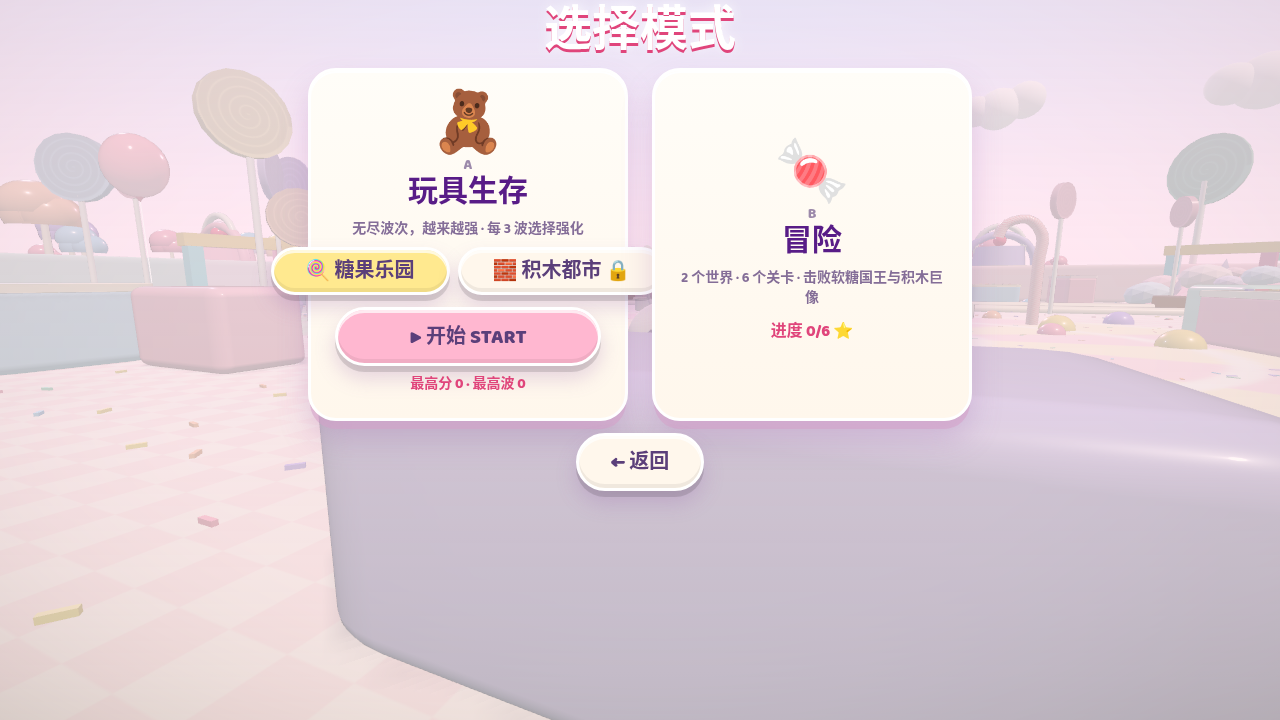 选择模式
A
玩具生存
无尽波次，越来越强 · 每 3 波选择强化
糖果乐园
积木都市
▶ 开始 START
最高分 0 · 最高波 0
B
冒险
2 个世界 · 6 个关卡 · 击败软糖国王与积木巨
像
进度 0/6 ⭐
← 返回